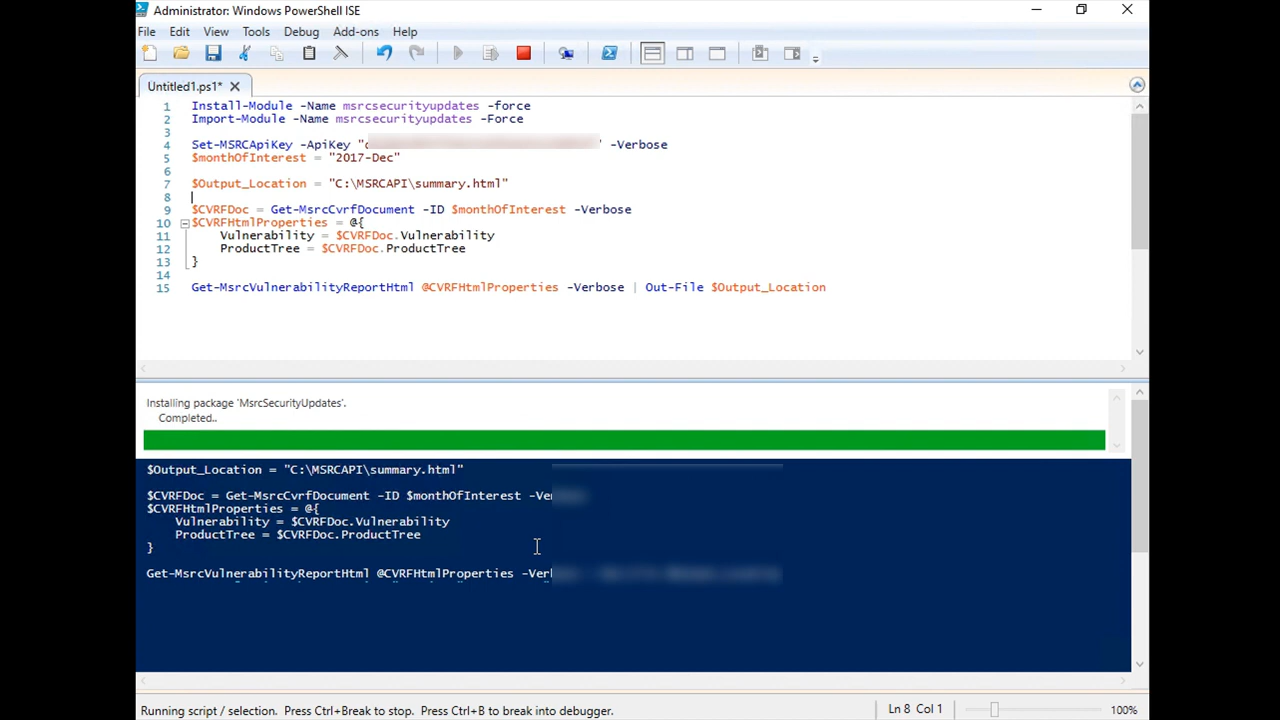 Administrator: Windows PowerShell ISE
File Edit View Tools Debug Add-ons Help
Untitled1.ps1*
1 Install-Module -Name msrcsecurityupdates -force
2 Import-Module -Name msrcsecurityupdates -Force
3
4 Set-MSRCApiKey -ApiKey " " -Verbose
5 $monthOfInterest = "2017-Dec"
6
7 $Output_Location = "C:\MSRCAPI\summary.html"
8
9 $CVRFDoc = Get-MsrcCvrfDocument -ID $monthOfInterest -Verbose
10 $CVRFHtmlProperties = @{
11 Vulnerability = $CVRFDoc.Vulnerability
12 ProductTree = $CVRFDoc.ProductTree
13 }
14
15 Get-MsrcVulnerabilityReportHtml @CVRFHtmlProperties -Verbose | Out-File $Output_Location
Installing package 'MsrcSecurityUpdates'.
Completed..
$Output_Location = "C:\MSRCAPI\summary.html"
$CVRFDoc = Get-MsrcCvrfDocument -ID $monthOfInterest
$CVRFHtmlProperties = @{
Vulnerability = $CVRFDoc.Vulnerability
ProductTree = $CVRFDoc.ProductTree
}
Get-MsrcVulnerabilityReportHtml @CVRFHtmlProperties
Running script / selection. Press Ctrl+Break to stop. Press Ctrl+B to break into debugger.
Ln 8 Col 1
100%